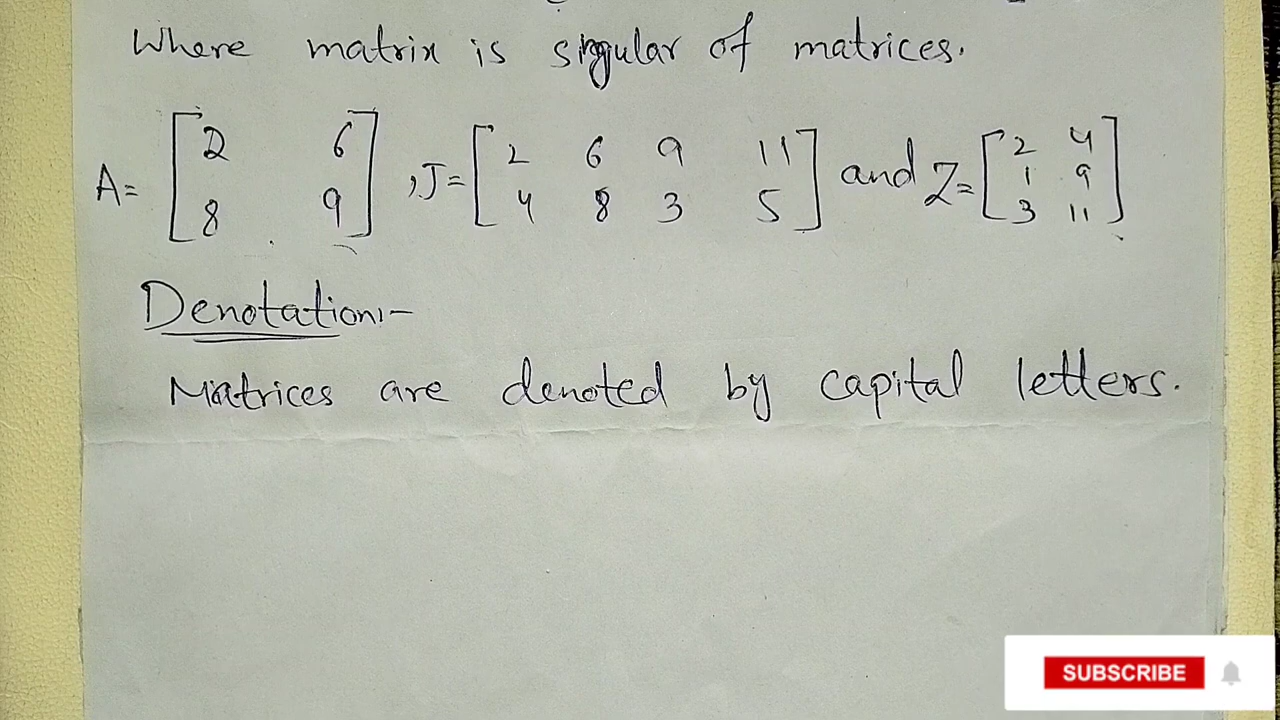 Where matrix is singular of matrices.
A= [2 6
8 9] , J= [2 6 9 11
4 8 3 5] and Z= [2 4
1 9
3 11]
Denotation:-
Matrices are denoted by capital letters.
SUBSCRIBE